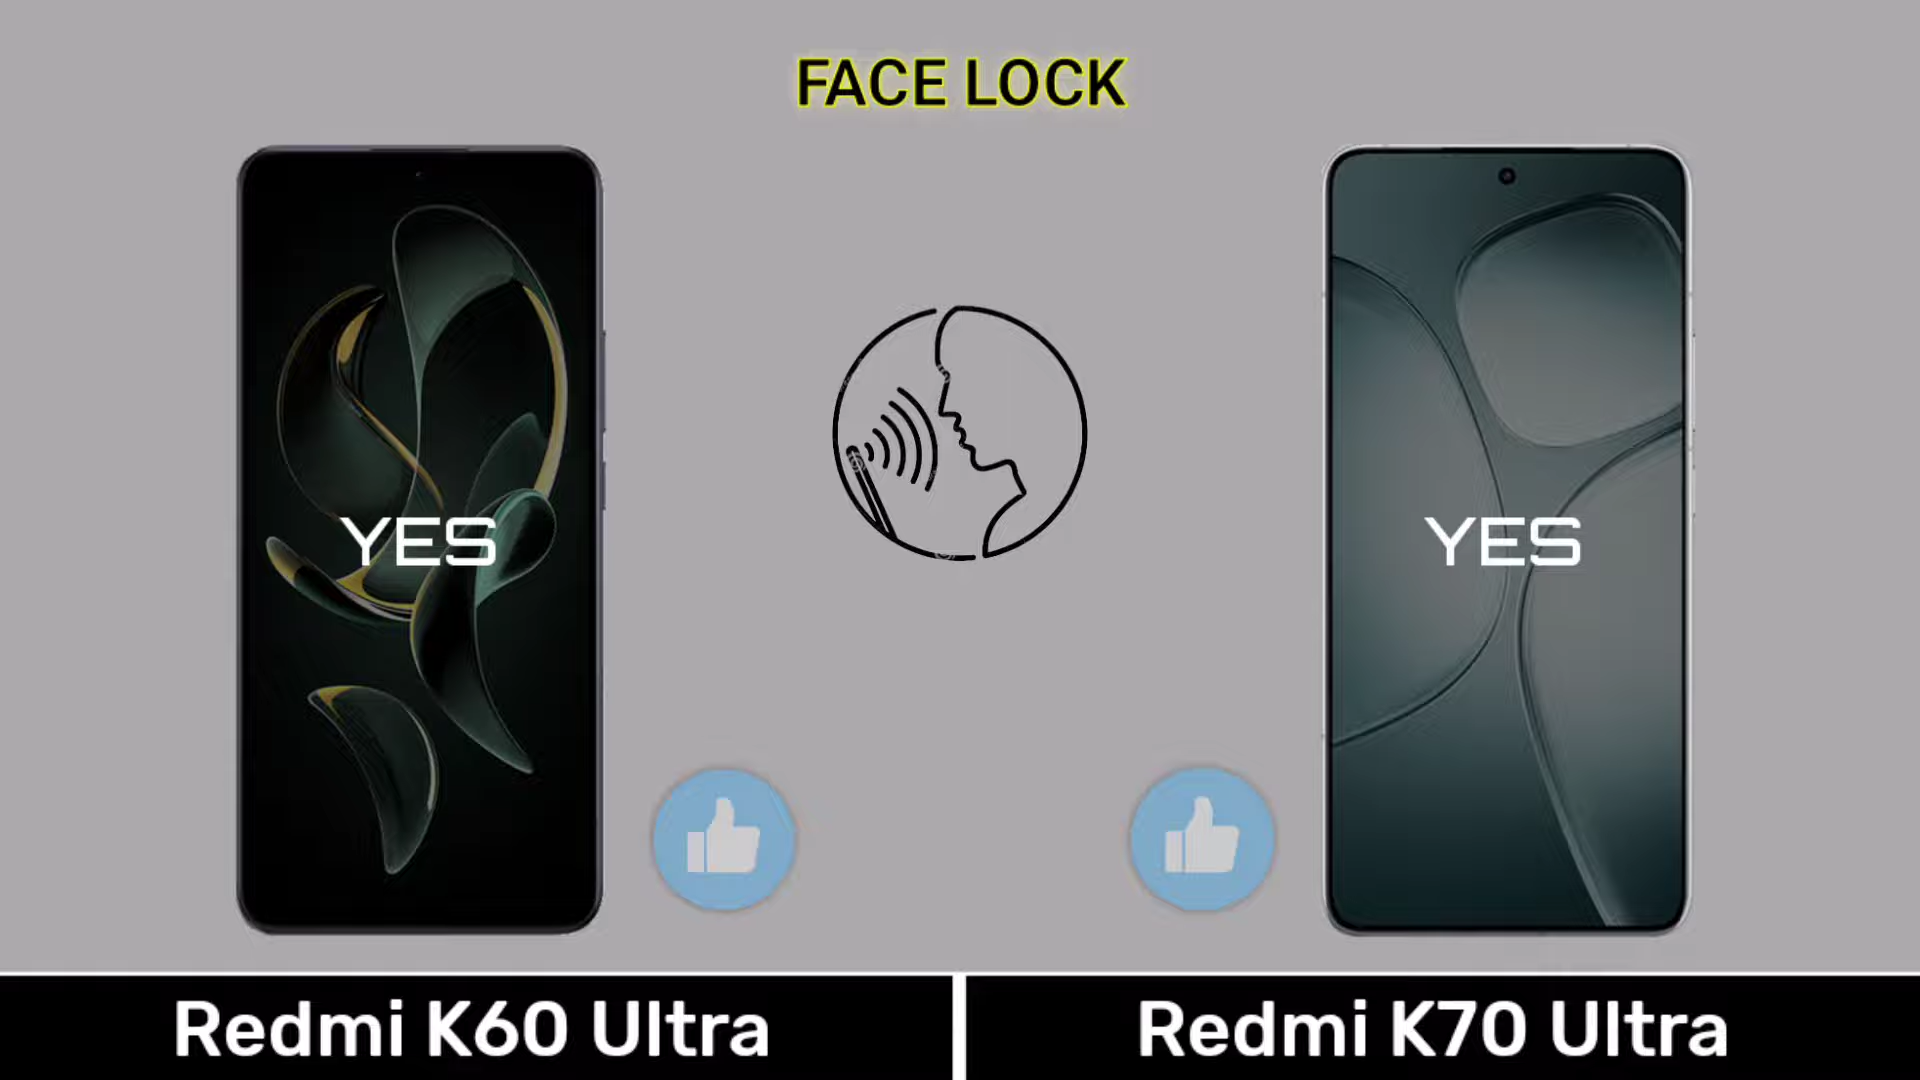 FACE LOCK
YES
YES
Redmi K60 Ultra
Redmi K70 Ultra